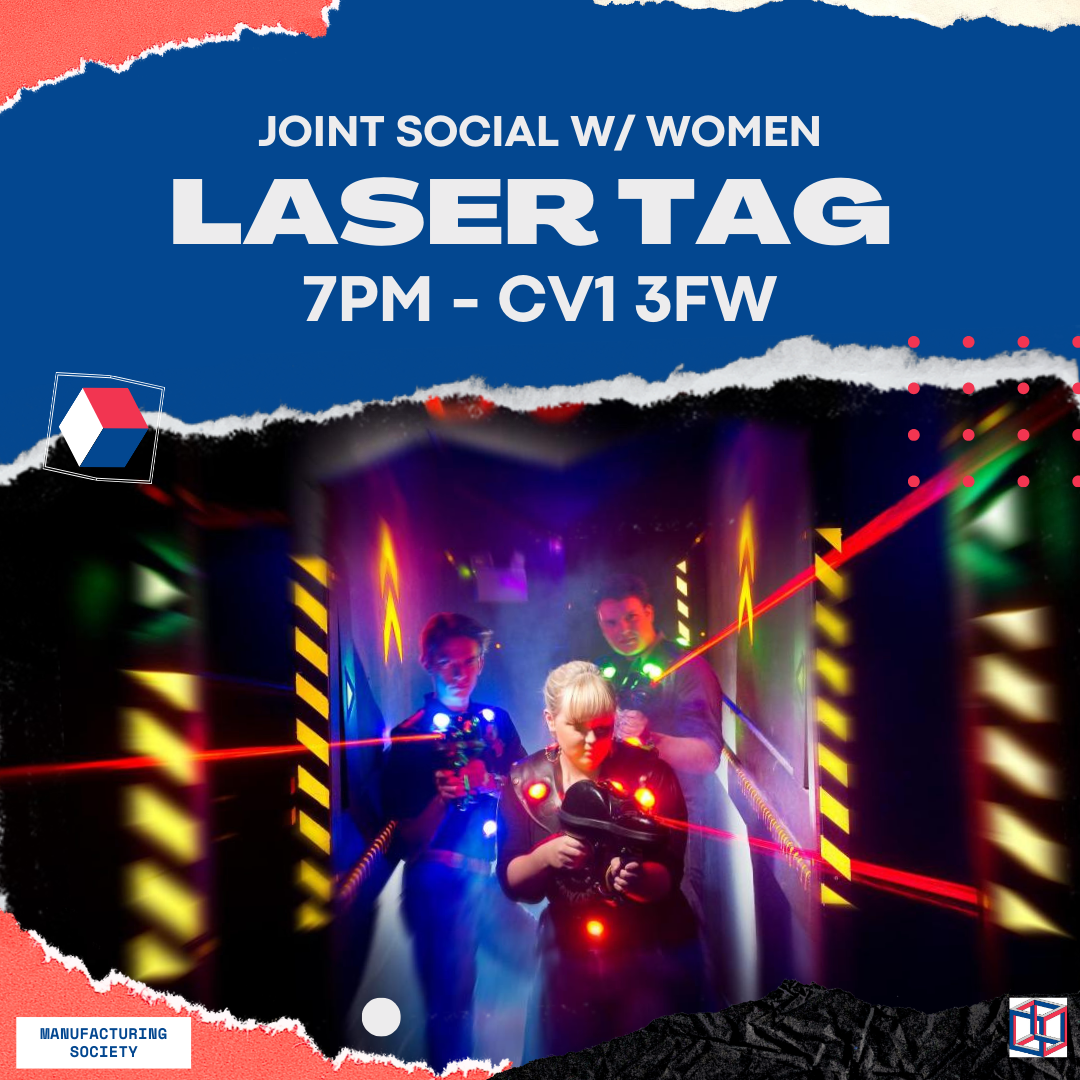 JOINT SOCIAL W/ WOMEN
LASER TAG
7PM - CV1 3FW
MANUFACTURING
SOCIETY